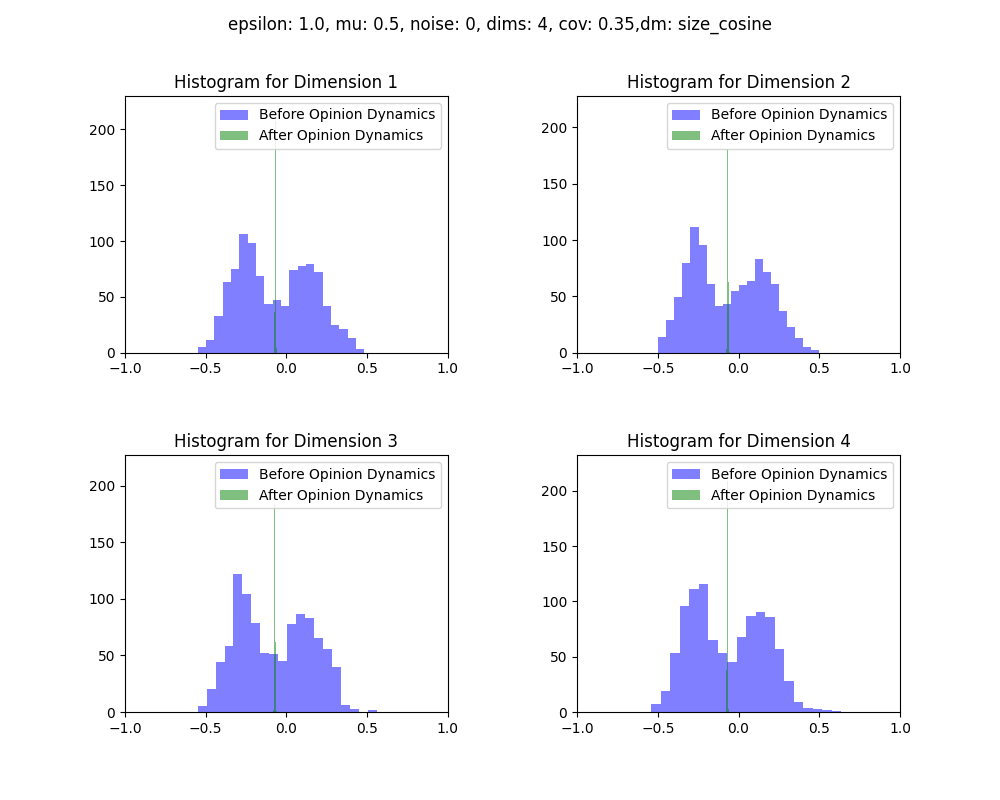 epsilon: 1.0, mu: 0.5, noise: 0, dims: 4, cov: 0.35,dm: size_cosine
Histogram for Dimension 1
Before Opinion Dynamics
After Opinion Dynamics
200
150
100
50
0
−1.0 −0.5 0.0 0.5 1.0
Histogram for Dimension 2
Before Opinion Dynamics
After Opinion Dynamics
200
150
100
50
0
−1.0 −0.5 0.0 0.5 1.0
Histogram for Dimension 3
Before Opinion Dynamics
After Opinion Dynamics
200
150
100
50
0
−1.0 −0.5 0.0 0.5 1.0
Histogram for Dimension 4
Before Opinion Dynamics
After Opinion Dynamics
200
150
100
50
0
−1.0 −0.5 0.0 0.5 1.0